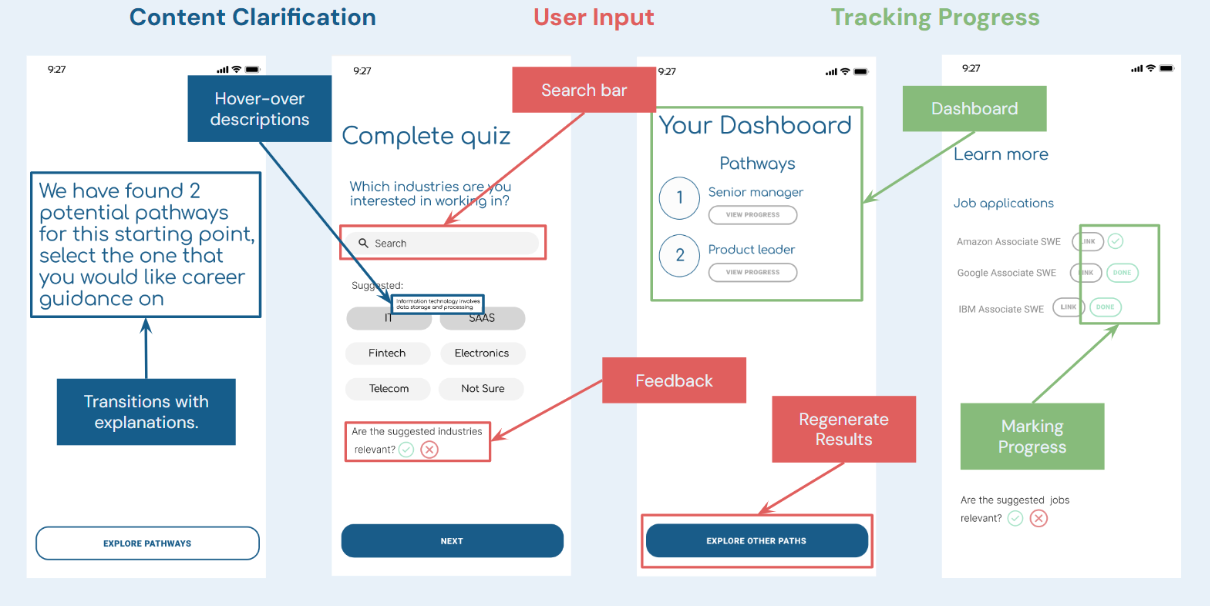 Content Clarification
User Input
Tracking Progress
9:27
Hover-over
descriptions
We have found 2
potential pathways
for this starting point,
select the one that
you would like career
guidance on
Transitions with
explanations.
EXPLORE PATHWAYS
9:27
Search bar
Complete quiz
Which industries are you
interested in working in?
Search
Suggested:
Information technology involves
data storage and processing
IT
SAAS
Fintech
Electronics
Telecom
Not Sure
Feedback
Are the suggested industries
relevant?
NEXT
9:27
Your Dashboard
Pathways
1
Senior manager
VIEW PROGRESS
2
Product leader
VIEW PROGRESS
Regenerate
Results
EXPLORE OTHER PATHS
9:27
Dashboard
Learn more
Job applications
Amazon Associate SWE
LINK
Google Associate SWE
LINK
DONE
IBM Associate SWE
LINK
DONE
Marking
Progress
Are the suggested jobs
relevant?